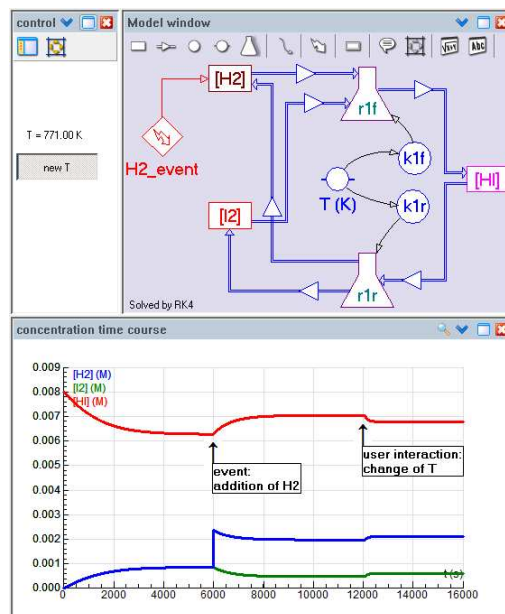 control
Model window
T = 771.00 K
new T
[H2]
r1f
H2_event
k1f
T (K)
k1r
[HI]
[I2]
r1r
Solved by RK4
concentration time course
0.009
[H2] (M)
[I2] (M)
[HI] (M)
0.008
0.007
0.006
0.005
0.004
0.003
0.002
0.001
0.000
event:
addition of H2
user interaction:
change of T
t (s)
0
2000
4000
6000
8000
10000
12000
14000
16000